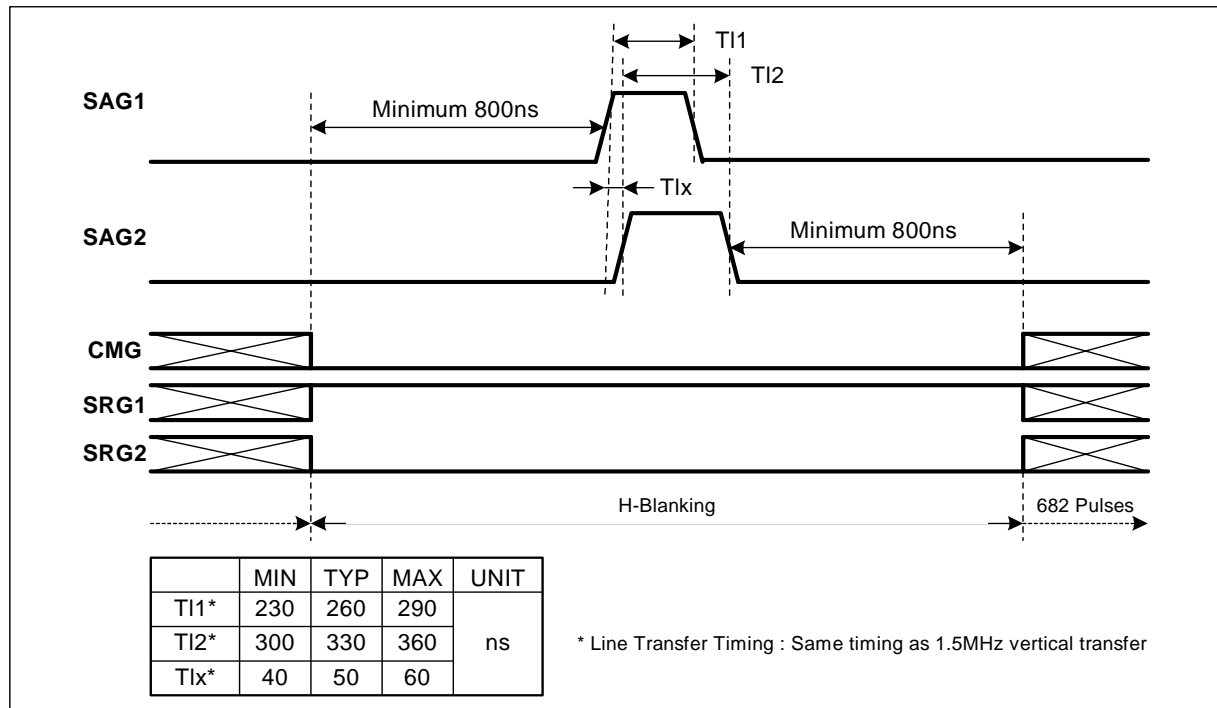 Tl1
Tl2
SAG1
Minimum 800ns
Tlx
SAG2
Minimum 800ns
CMG
SRG1
SRG2
H-Blanking
682 Pulses
MIN TYP MAX UNIT
Tl1* 230 260 290
Tl2* 300 330 360 ns
Tlx* 40 50 60
* Line Transfer Timing : Same timing as 1.5MHz vertical transfer